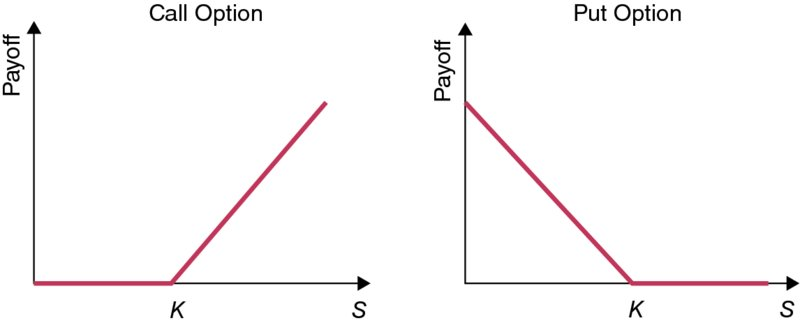 Call Option
Payoff
K
S
Put Option
Payoff
K
S